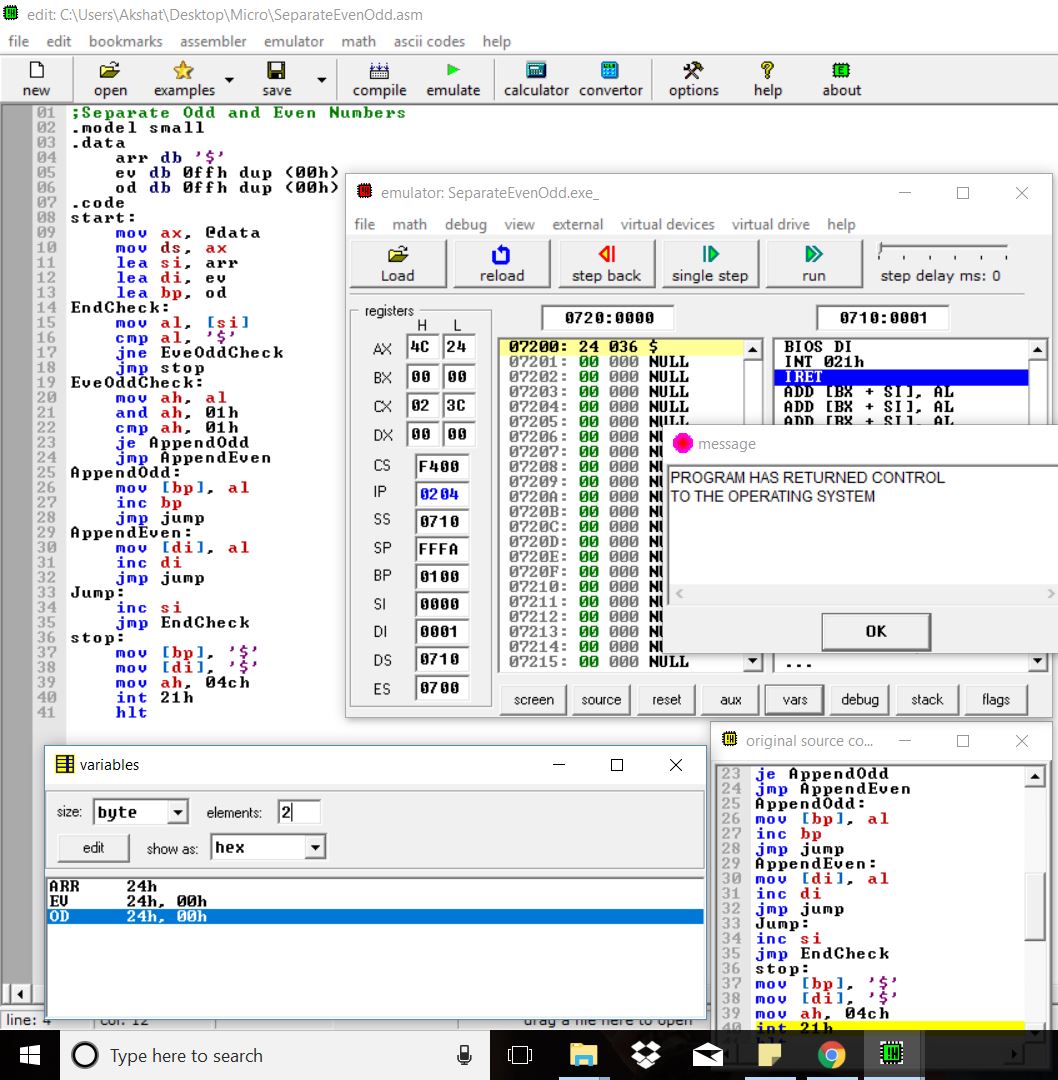 edit: C:\Users\Akshat\Desktop\Micro\SeparateEvenOdd.asm
file edit bookmarks assembler emulator math ascii codes help
new open examples save compile emulate calculator convertor options help about
01 ;Separate Odd and Even Numbers
02 .model small
03 .data
04 arr db '$'
05 ev db 0ffh dup (00h)
06 od db 0ffh dup (00h)
07 .code
08 start:
09 mov ax, @data
10 mov ds, ax
11 lea si, arr
12 lea di, ev
13 lea bp, od
14 EndCheck:
15 mov al, [si]
16 cmp al, '$'
17 jne EveOddCheck
18 jmp stop
19 EveOddCheck:
20 mov ah, al
21 and ah, 01h
22 cmp ah, 01h
23 je AppendOdd
24 jmp AppendEven
25 AppendOdd:
26 mov [bp], al
27 inc bp
28 jmp jump
29 AppendEven:
30 mov [di], al
31 inc di
32 jmp jump
33 Jump:
34 inc si
35 jmp EndCheck
36 stop:
37 mov [bp], '$'
38 mov [di], '$'
39 mov ah, 04ch
40 int 21h
41 hlt
emulator: SeparateEvenOdd.exe_
file math debug view external virtual devices virtual drive help
Load reload step back single step run step delay ms: 0
registers
H L
AX 4C 24
BX 00 00
CX 02 3C
DX 00 00
CS F400
IP 0204
SS 0710
SP FFFA
BP 0100
SI 0000
DI 0001
DS 0710
ES 0700
0720:0000
07200: 24 036 $
07201: 00 000 NULL
07202: 00 000 NULL
07203: 00 000 NULL
07204: 00 000 NULL
07205: 00 000 NULL
07206: 00 000 NULL
07207: 00 000 NULL
07208: 00 000 NULL
07209: 00 000 NULL
0720A: 00 000 NULL
0720B: 00 000 NULL
0720C: 00 000 NULL
0720D: 00 000 NULL
0720E: 00 000 NULL
0720F: 00 000 NULL
07210: 00 000 NULL
07211: 00 000 NULL
07212: 00 000 NULL
07213: 00 000 NULL
07214: 00 000 NULL
07215: 00 000 NULL
0710:0001
BIOS DI
INT 021h
IRET
ADD [BX + SI], AL
ADD [BX + SI], AL
ADD [BX + SI], AL
...
message
PROGRAM HAS RETURNED CONTROL
TO THE OPERATING SYSTEM
OK
screen source reset aux vars debug stack flags
variables
size: byte elements: 2
edit show as: hex
ARR 24h
EV 24h, 00h
OD 24h, 00h
original source co...
23 je AppendOdd
24 jmp AppendEven
25 AppendOdd:
26 mov [bp], al
27 inc bp
28 jmp jump
29 AppendEven:
30 mov [di], al
31 inc di
32 jmp jump
33 Jump:
34 inc si
35 jmp EndCheck
36 stop:
37 mov [bp], '$'
38 mov [di], '$'
39 mov ah, 04ch
40 int 21h
line: 4 col: 12 drag a file here to open
Type here to search